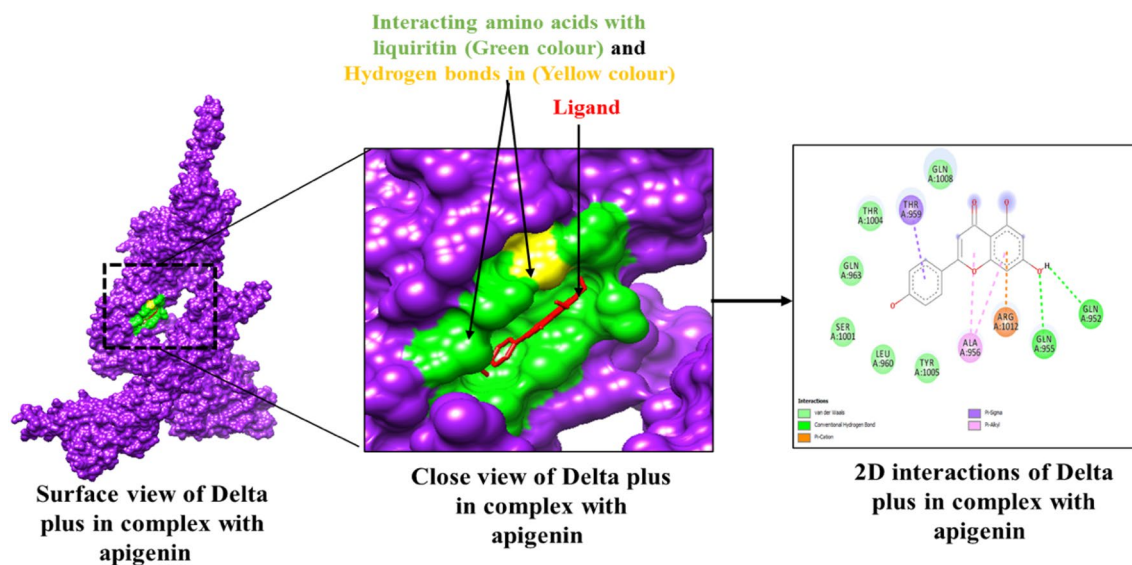 Interacting amino acids with
liquiritin (Green colour) and
Hydrogen bonds in (Yellow colour)
Ligand
GLN
A:1008
THR
A:959
THR
A:1004
GLN
A:963
SER
A:1001
LEU
A:960
TYR
A:1005
ALA
A:956
ARG
A:1012
GLN
A:955
GLN
A:952
H
O
O
O
O
O
Interactions
van der Waals
Conventional Hydrogen Bond
Pi-Cation
Pi-Sigma
Pi-Alkyl
Surface view of Delta
plus in complex with
apigenin
Close view of Delta plus
in complex with
apigenin
2D interactions of Delta
plus in complex with
apigenin